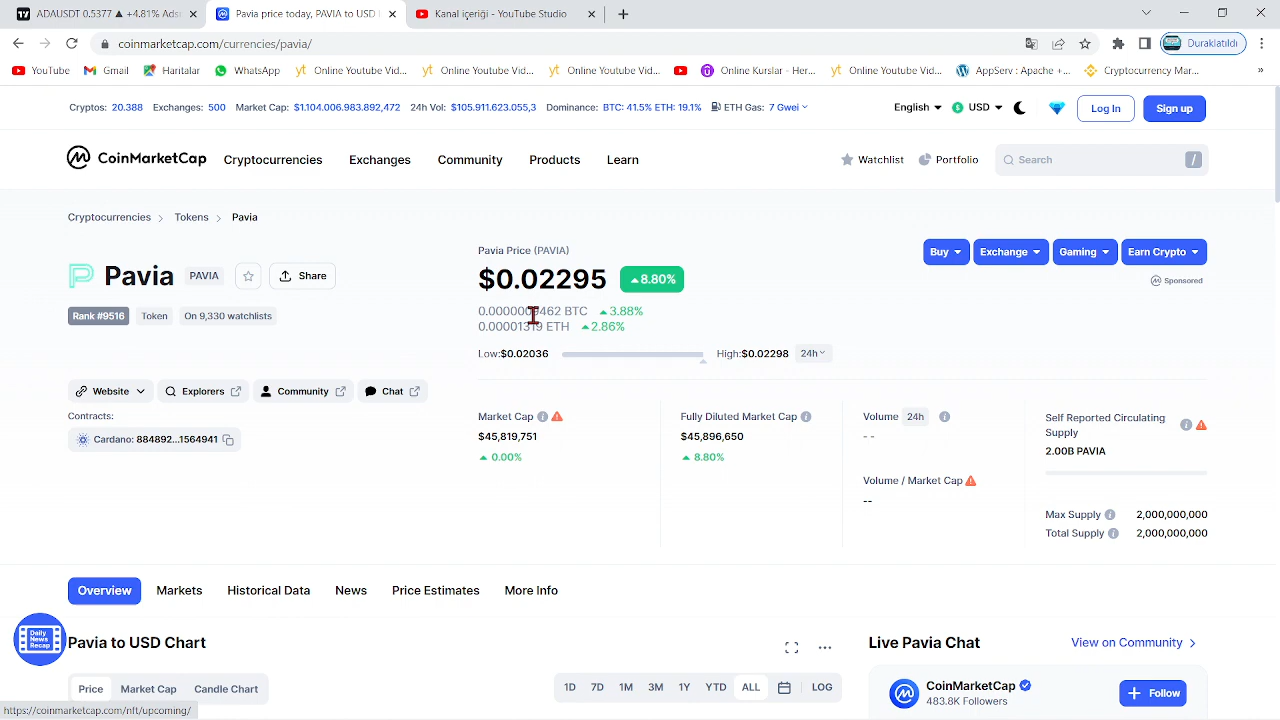 ADAUSDT 0.5377 ▲ +4.81% Ads
Pavia price today, PAVIA to USD
Kanal içeriği - YouTube Studio
coinmarketcap.com/currencies/pavia/
Duraklatıldı
YouTube
Gmail
Haritalar
WhatsApp
Online Youtube Vid...
Online Youtube Vid...
Online Youtube Vid...
Online Kurslar - Her...
Online Youtube Vid...
AppServ : Apache +...
Cryptocurrency Mar...
Cryptos: 20.388 Exchanges: 500 Market Cap: $1.104.006.983.892,472 24h Vol: $105.911.623.055,3 Dominance: BTC: 41.5% ETH: 19.1% ETH Gas: 7 Gwei
English USD Log In Sign up
CoinMarketCap Cryptocurrencies Exchanges Community Products Learn
Watchlist Portfolio Search /
Cryptocurrencies > Tokens > Pavia
Pavia PAVIA Share
Rank #9516 Token On 9,330 watchlists
Website Explorers Community Chat
Contracts:
Cardano: 884892...1564941
Pavia Price (PAVIA)
$0.02295 8.80%
BTC 3.88%
0.00001319 ETH 2.86%
Low:$0.02036 High:$0.02298 24h
Buy Exchange Gaming Earn Crypto
Sponsored
Market Cap
$45,819,751
0.00%
Fully Diluted Market Cap
$45,896,650
8.80%
Volume 24h
- -
Volume / Market Cap
--
Self Reported Circulating
Supply
2.00B PAVIA
Max Supply 2,000,000,000
Total Supply 2,000,000,000
Overview Markets Historical Data News Price Estimates More Info
Daily
News
Recap
Pavia to USD Chart
Price Market Cap Candle Chart
1D 7D 1M 3M 1Y YTD ALL LOG
Live Pavia Chat View on Community >
CoinMarketCap
483.8K Followers
+ Follow
https://coinmarketcap.com/nft/upcoming/